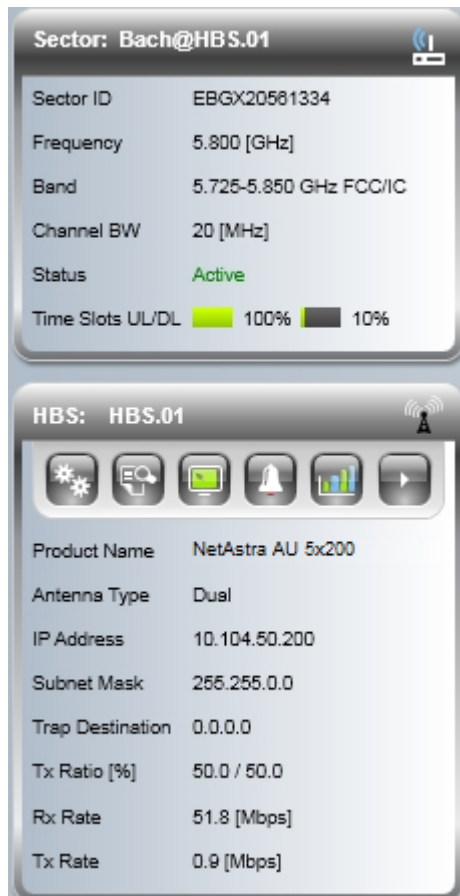 Sector: Bach@HBS.01
Sector ID EBGX20561334
Frequency 5.800 [GHz]
Band 5.725-5.850 GHz FCC/IC
Channel BW 20 [MHz]
Status Active
Time Slots UL/DL 100% 10%
HBS: HBS.01
Product Name NetAstra AU 5x200
Antenna Type Dual
IP Address 10.104.50.200
Subnet Mask 255.255.0.0
Trap Destination 0.0.0.0
Tx Ratio [%] 50.0 / 50.0
Rx Rate 51.8 [Mbps]
Tx Rate 0.9 [Mbps]